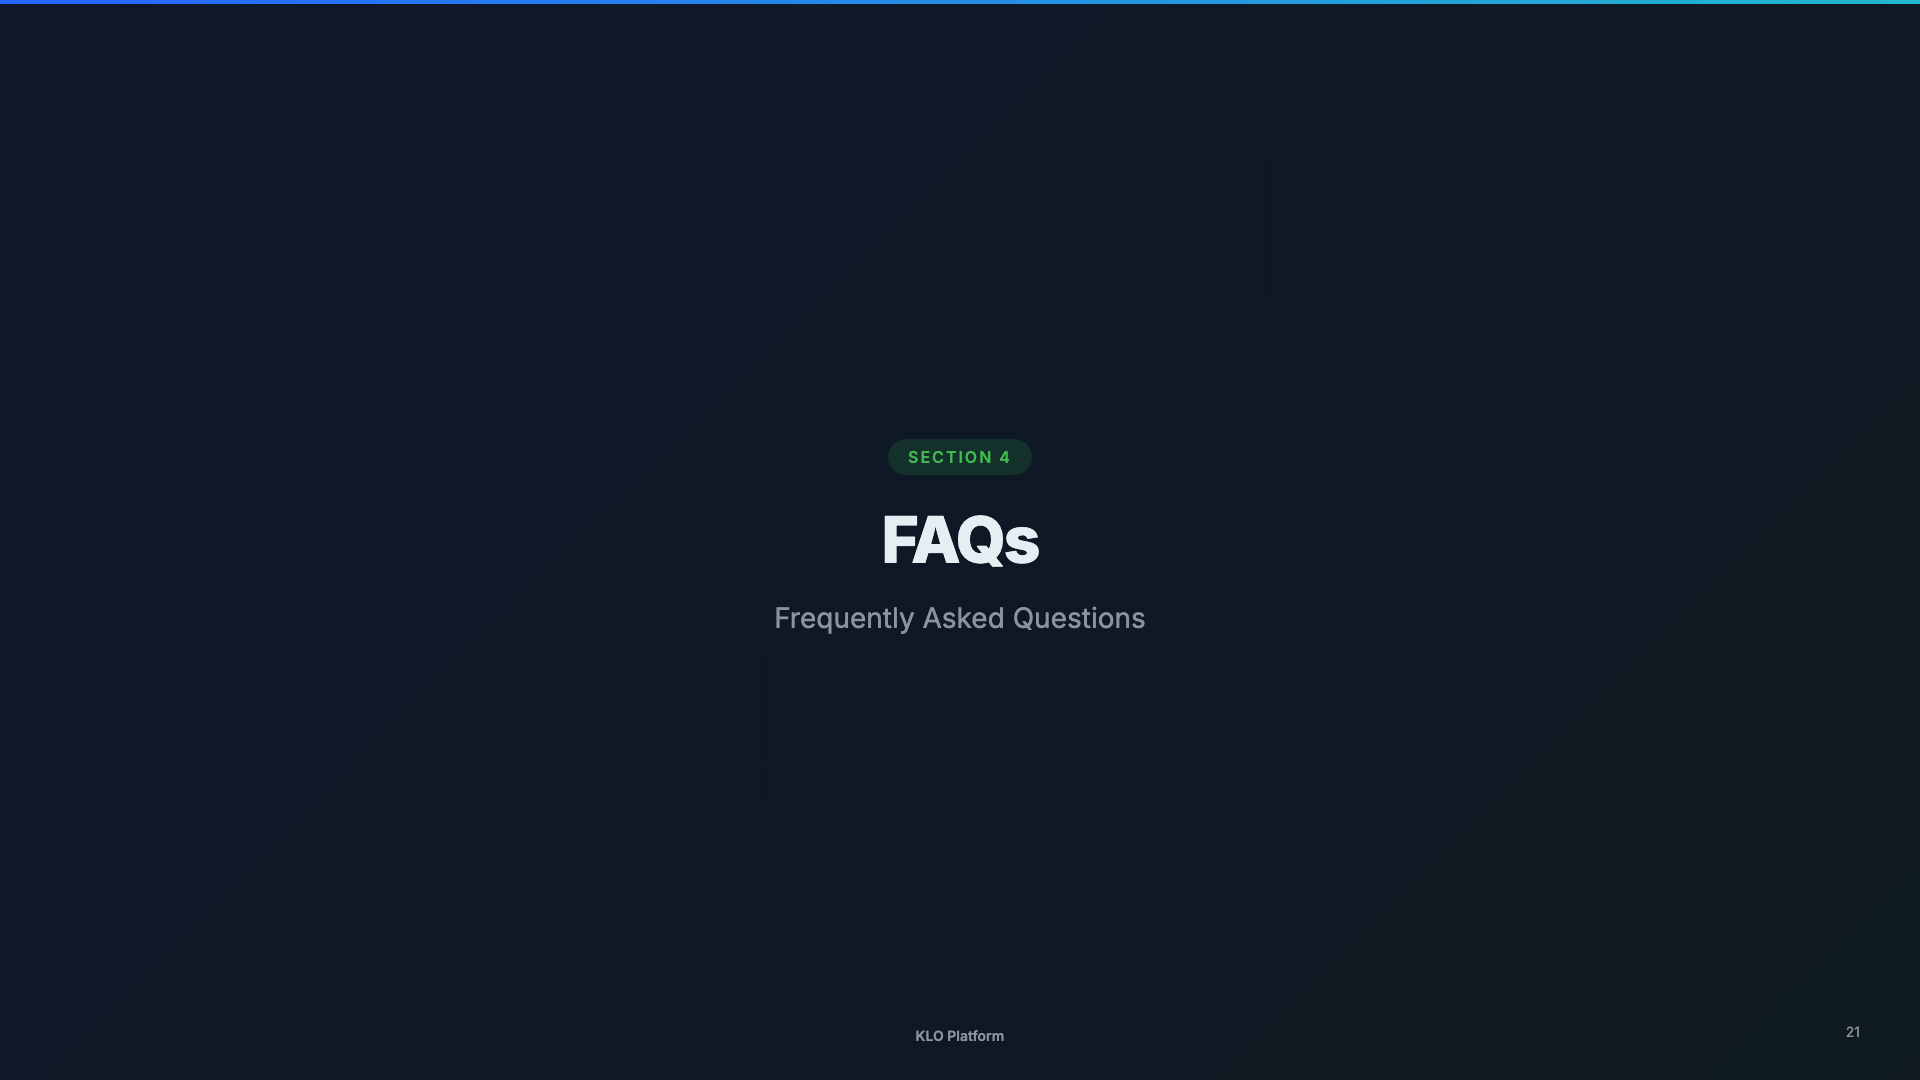 SECTION 4
FAQs
Frequently Asked Questions
KLO Platform
21